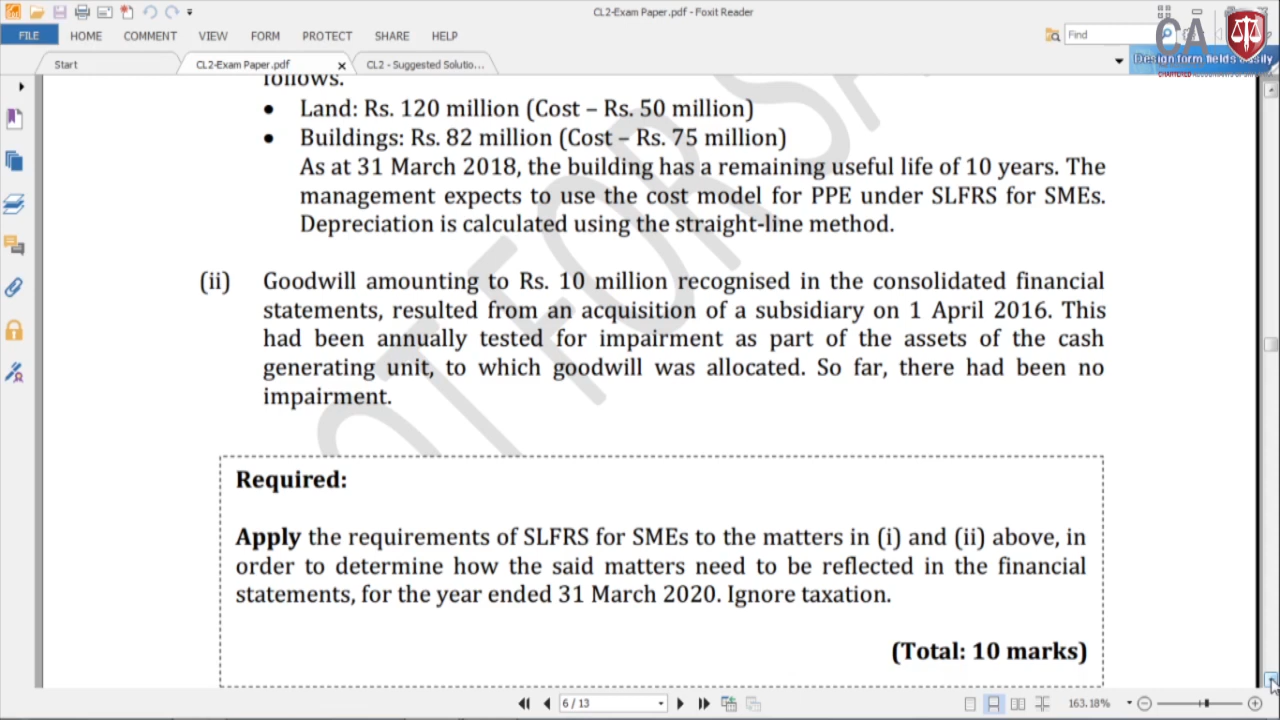 CL2-Exam Paper.pdf - Foxit Reader
FILE HOME COMMENT VIEW FORM PROTECT SHARE HELP
Find
CA
Design form fields easily
Start CL2-Exam Paper.pdf x CL2 - Suggested Solutio...
follows.
• Land: Rs. 120 million (Cost – Rs. 50 million)
• Buildings: Rs. 82 million (Cost – Rs. 75 million)
As at 31 March 2018, the building has a remaining useful life of 10 years. The
management expects to use the cost model for PPE under SLFRS for SMEs.
Depreciation is calculated using the straight-line method.
(ii) Goodwill amounting to Rs. 10 million recognised in the consolidated financial
statements, resulted from an acquisition of a subsidiary on 1 April 2016. This
had been annually tested for impairment as part of the assets of the cash
generating unit, to which goodwill was allocated. So far, there had been no
impairment.
Required:
Apply the requirements of SLFRS for SMEs to the matters in (i) and (ii) above, in
order to determine how the said matters need to be reflected in the financial
statements, for the year ended 31 March 2020. Ignore taxation.
(Total: 10 marks)
6 / 13
163.18%